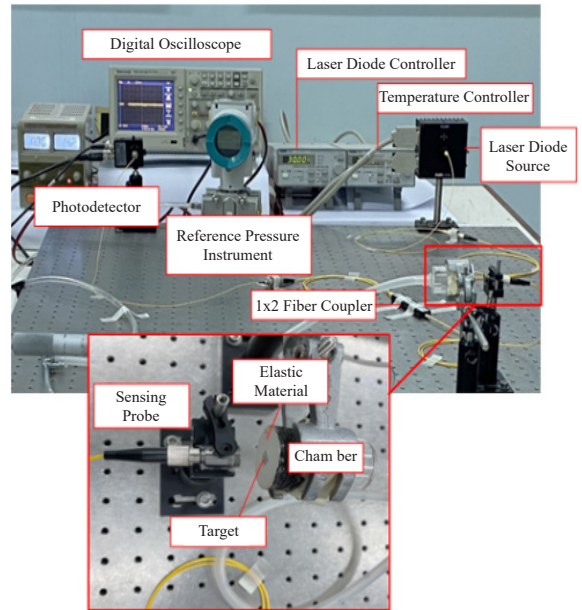 Digital Oscilloscope
Laser Diode Controller
Temperature Controller
Laser Diode
Source
Photodetector
Reference Pressure
Instrument
1x2 Fiber Coupler
Elastic
Material
Sensing
Probe
Cham ber
Target